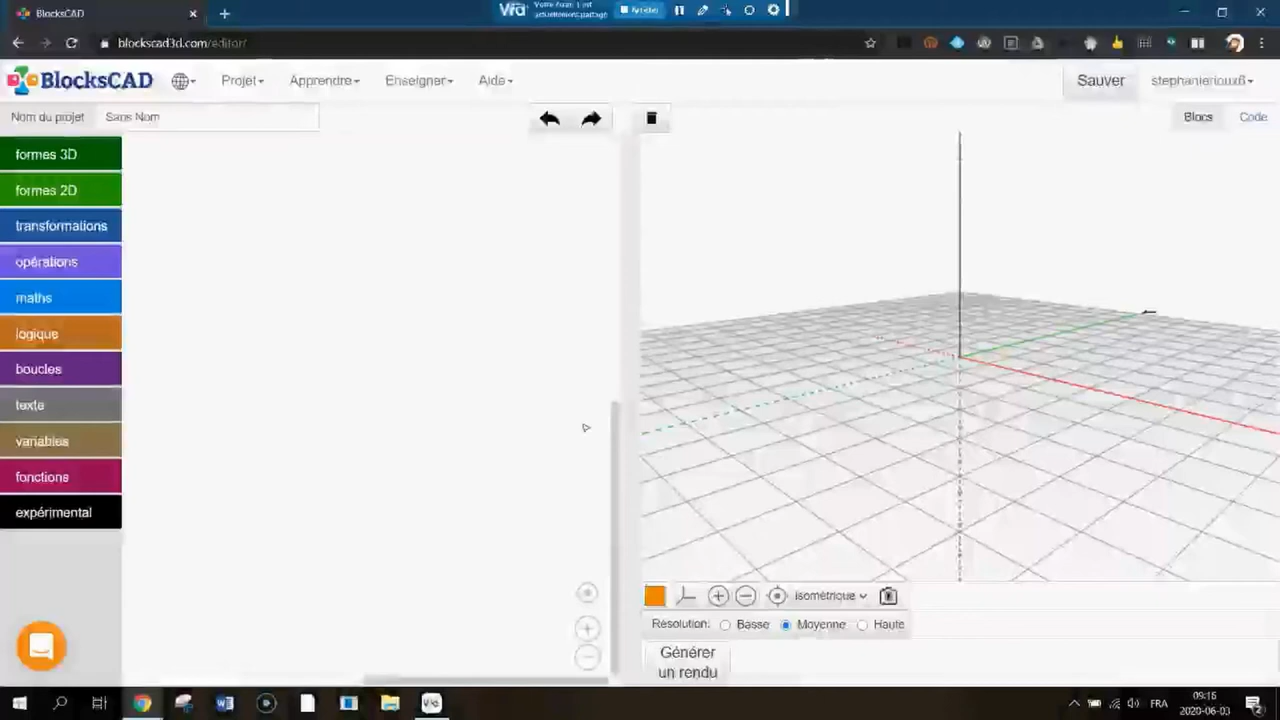 BlocksCAD
blockscad3d.com/editor/
BlocksCAD
Projet
Apprendre
Enseigner
Aide
Sauver
stephanierioux6
Nom du projet
Sans Nom
Blocs
Code
formes 3D
formes 2D
transformations
opérations
maths
logique
boucles
texte
variables
fonctions
expérimental
isométrique
Résolution:
Basse
Moyenne
Haute
Générer
un rendu
FRA
09:16
2020-06-03